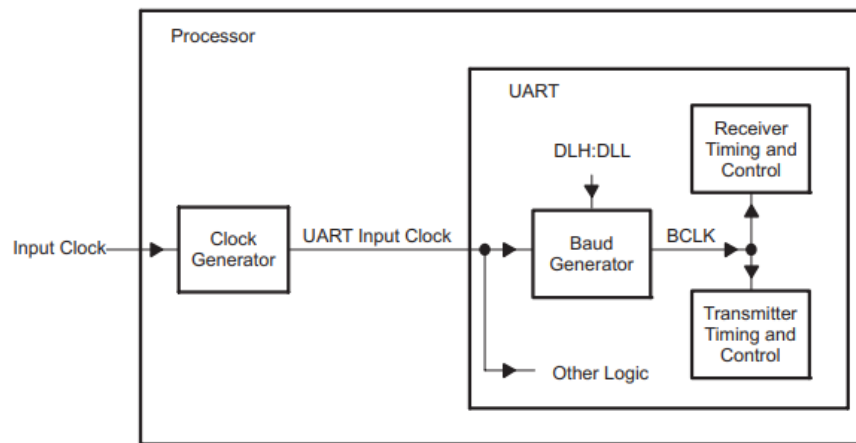 Processor
UART
Receiver
Timing and
Control
DLH:DLL
Input Clock
Clock
Generator
UART Input Clock
Baud
Generator
BCLK
Transmitter
Timing and
Control
Other Logic